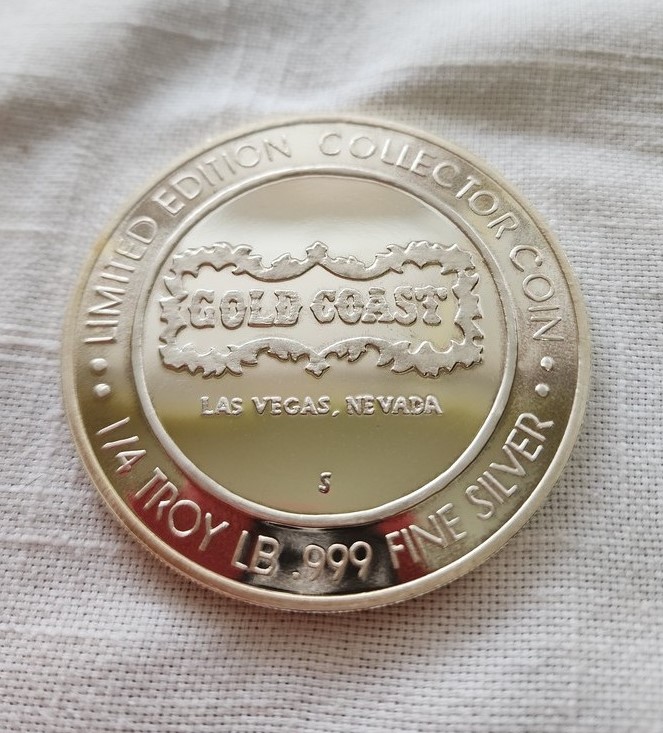 LIMITED EDITION COLLECTOR COIN
GOLD COAST
LAS VEGAS, NEVADA
S
1/4 TROY LB .999 FINE SILVER